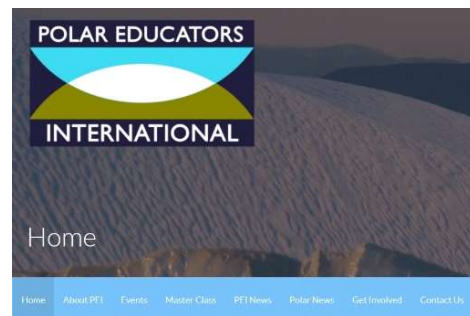 POLAR EDUCATORS
INTERNATIONAL
Home
Home About PEI Events Master Class PEI News Polar News Get Involved Contact Us